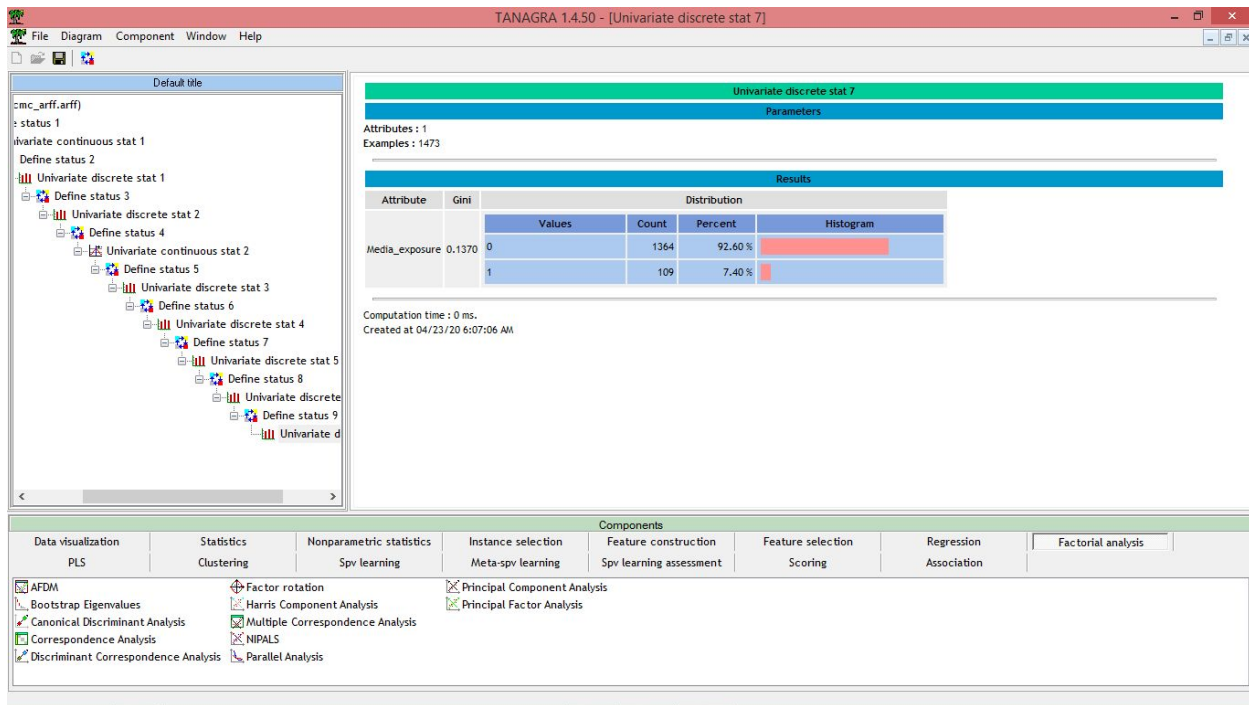 TANAGRA 1.4.50 - [Univariate discrete stat 7]
File Diagram Component Window Help
Default title
cmc_arff.arff)
e status 1
ivariate continuous stat 1
Define status 2
Univariate discrete stat 1
Define status 3
Univariate discrete stat 2
Define status 4
Univariate continuous stat 2
Define status 5
Univariate discrete stat 3
Define status 6
Univariate discrete stat 4
Define status 7
Univariate discrete stat 5
Define status 8
Univariate discrete
Define status 9
Univariate d
Univariate discrete stat 7
Parameters
Attributes : 1
Examples : 1473
Results
Attribute Gini Distribution
Values Count Percent Histogram
Media_exposure 0.1370
0 1364 92.60 %
1 109 7.40 %
Computation time : 0 ms.
Created at 04/23/20 6:07:06 AM
Components
Data visualization Statistics Nonparametric statistics Instance selection Feature construction Feature selection Regression Factorial analysis
PLS Clustering Spv learning Meta-spv learning Spv learning assessment Scoring Association
AFDM Factor rotation Principal Component Analysis
Bootstrap Eigenvalues Harris Component Analysis Principal Factor Analysis
Canonical Discriminant Analysis Multiple Correspondence Analysis
Correspondence Analysis NIPALS
Discriminant Correspondence Analysis Parallel Analysis